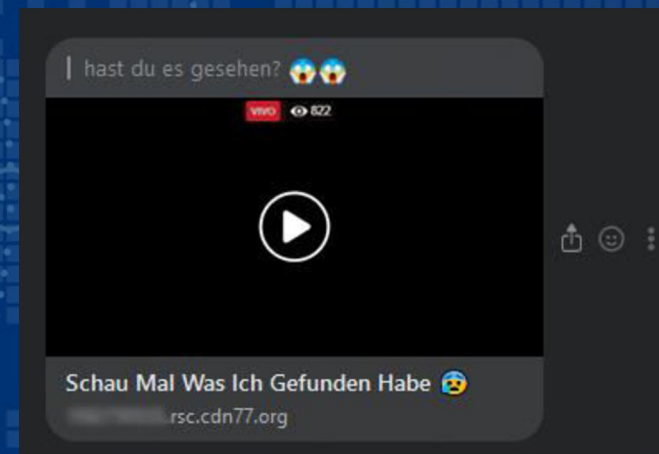 hast du es gesehen? 😱😱
VIVO 822
Schau Mal Was Ich Gefunden Habe 😰
.rsc.cdn77.org